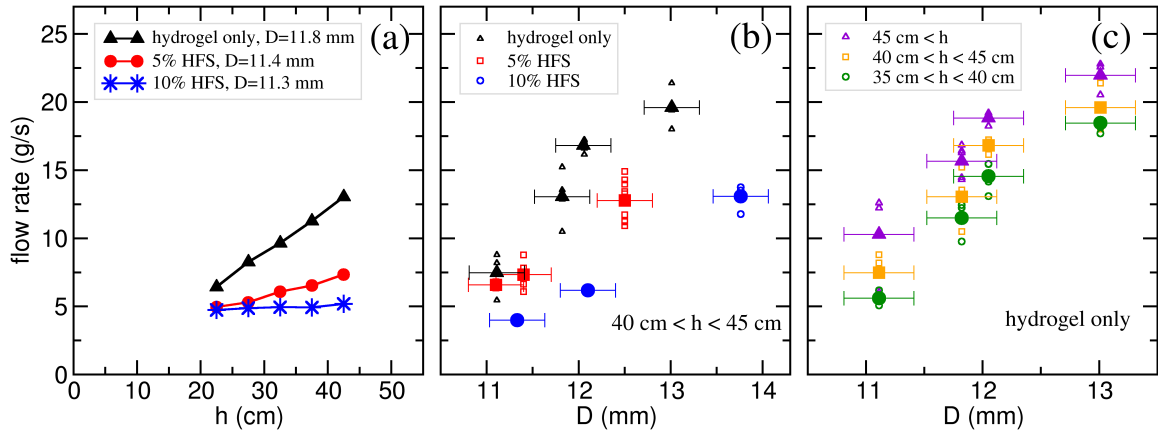 (a)
hydrogel only, D=11.8 mm
5% HFS, D=11.4 mm
10% HFS, D=11.3 mm
flow rate (g/s)
25
20
15
10
5
0
0 10 20 30 40 50
h (cm)
(b)
hydrogel only
5% HFS
10% HFS
40 cm < h < 45 cm
11 12 13 14
D (mm)
(c)
45 cm < h
40 cm < h < 45 cm
35 cm < h < 40 cm
hydrogel only
11 12 13
D (mm)